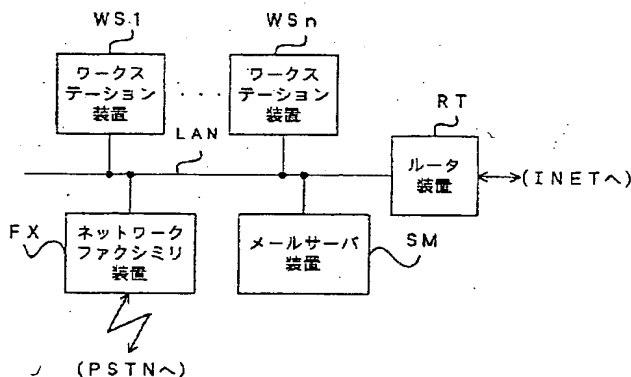 WS1
WSn
ワークス
テーション
装置
・・・
ワークス
テーション
装置
RT
LAN
ルータ
装置
(INETへ)
FX
ネットワーク
ファクシミリ
装置
メールサーバ
装置
SM
(PSTNへ)